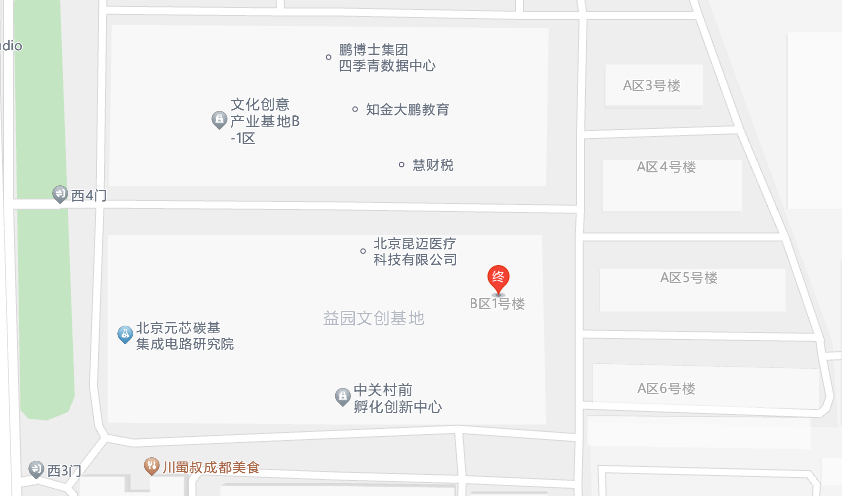 鹏博士集团
四季青数据中心
A区3号楼
文化创意
产业基地B
-1区
知金大鹏教育
慧财税
A区4号楼
西4门
北京昆迈医疗
科技有限公司
终
B区1号楼
A区5号楼
益园文创基地
北京元芯碳基
集成电路研究院
中关村前
孵化创新中心
A区6号楼
西3门
川蜀叔成都美食